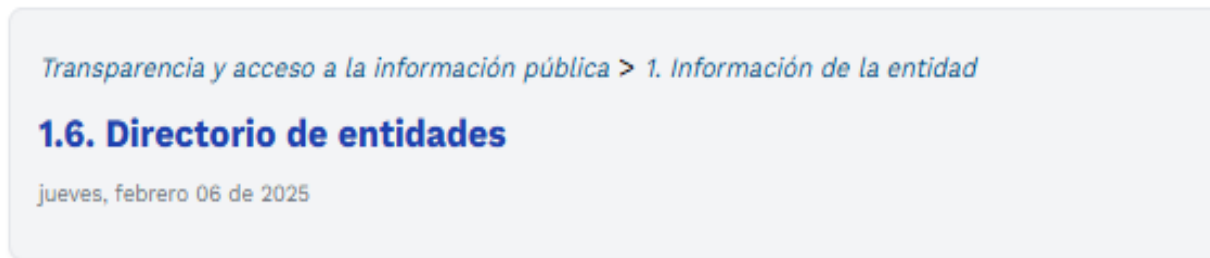 Transparencia y acceso a la información pública > 1. Información de la entidad
1.6. Directorio de entidades
jueves, febrero 06 de 2025